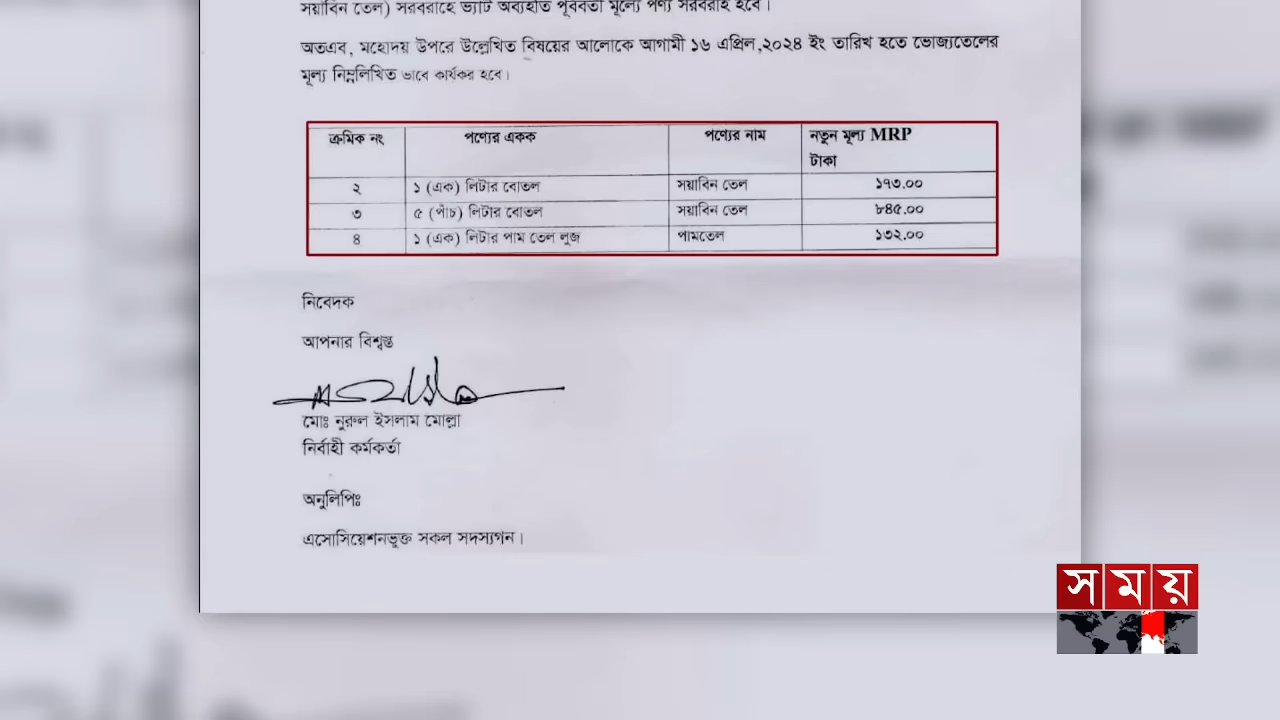 সয়াবিন তেল) সরবরাহে ভ্যাট অব্যহতি পূর্ববর্তী মূল্যে পণ্য সরবরাহ হবে।
অতএব, মহোদয় উপরে উল্লেখিত বিষয়ের আলোকে আগামী ১৬ এপ্রিল,২০২৪ ইং তারিখ হতে ভোজ্যতেলের
মূল্য নিম্নলিখিত ভাবে কার্যকর হবে।
ক্রমিক নং পণ্যের একক পণ্যের নাম নতুন মূল্য MRP
টাকা
২ ১ (এক) লিটার বোতল সয়াবিন তেল ১৭৩.০০
৩ ৫ (পাঁচ) লিটার বোতল সয়াবিন তেল ৮৪৫.০০
৪ ১ (এক) লিটার পাম তেল লুজ পামতেল ১৩২.০০
নিবেদক
আপনার বিশ্বস্ত
মোঃ নুরুল ইসলাম মোল্লা
নির্বাহী কর্মকর্তা
অনুলিপিঃ
এসোসিয়েশনভুক্ত সকল সদস্যগন।
সময়